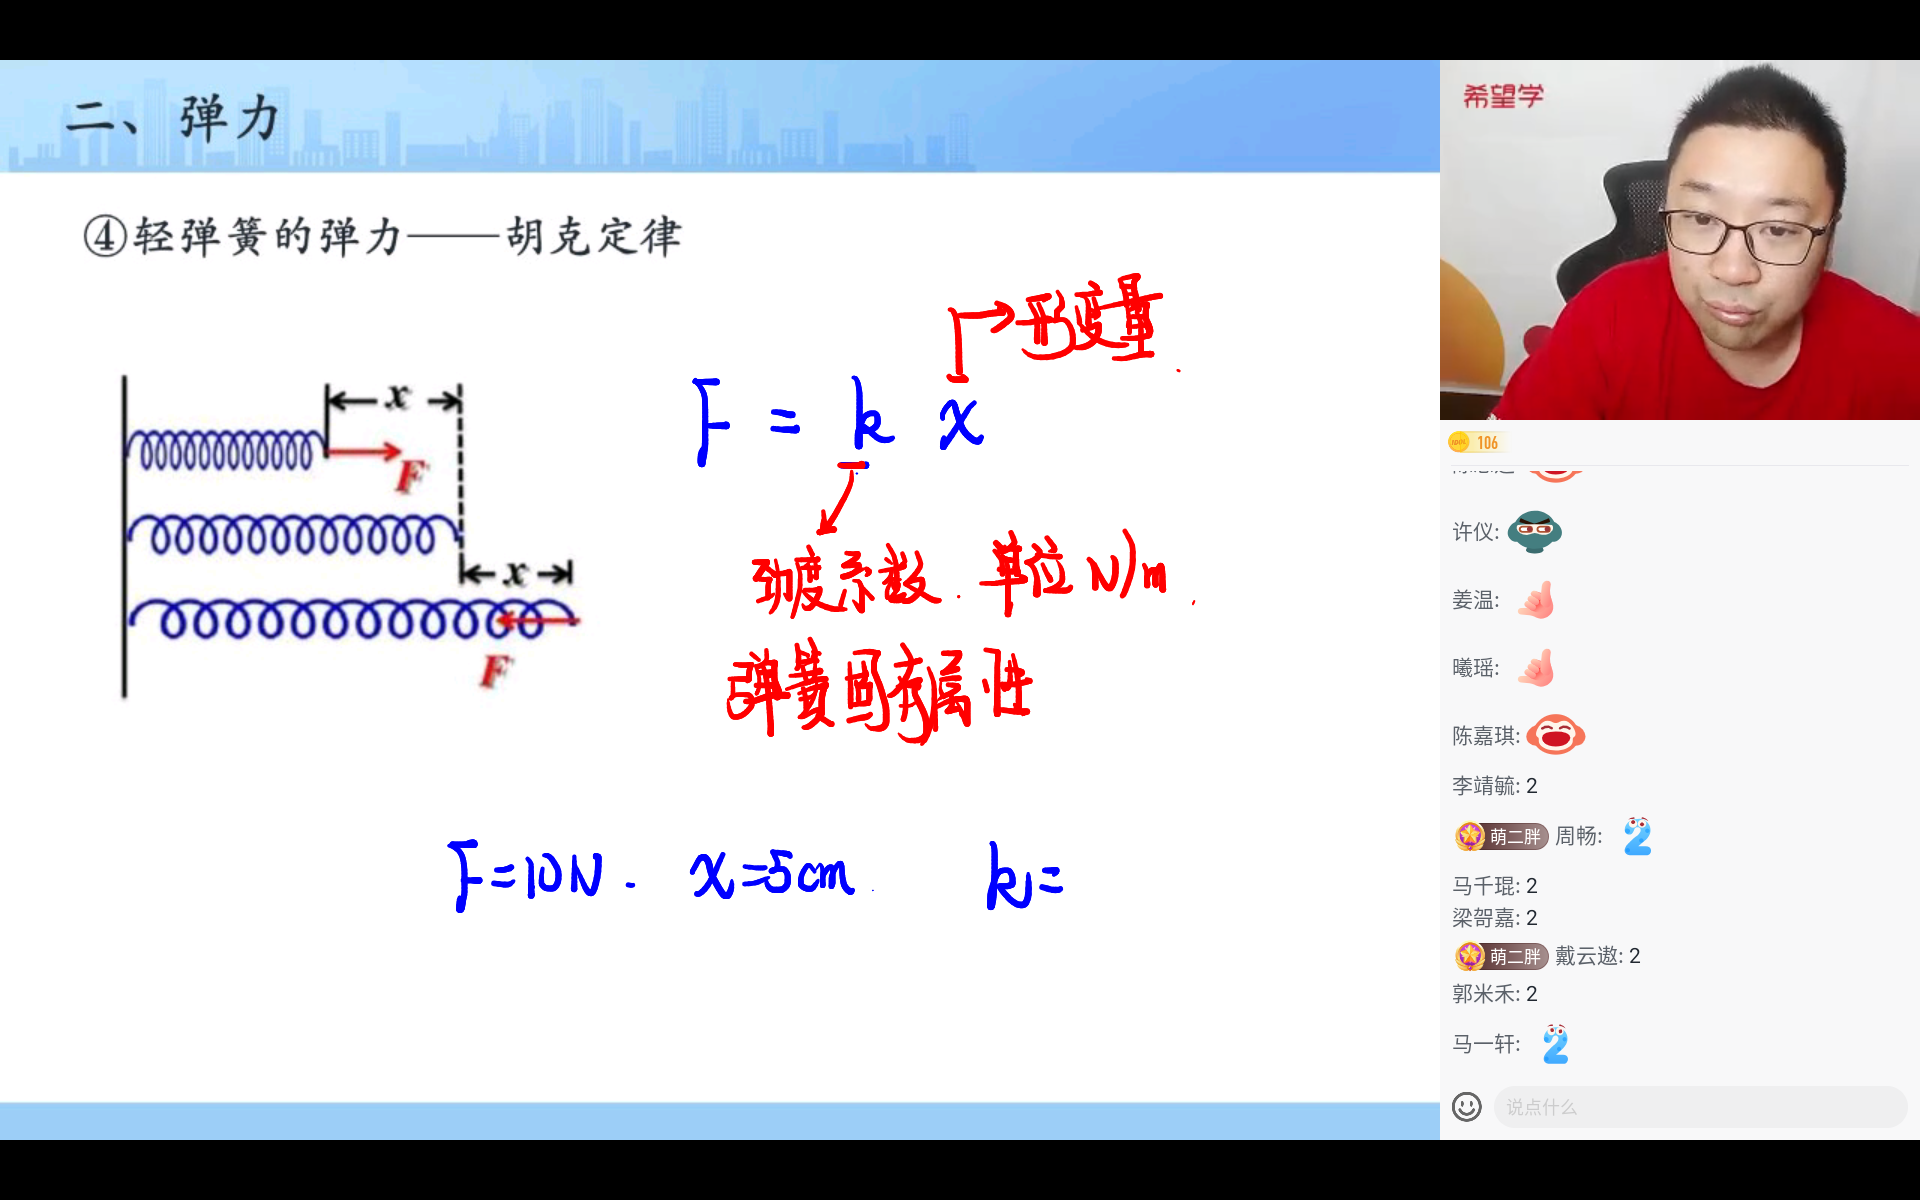 二、弹力
④轻弹簧的弹力——胡克定律
x
F
x
F
形变量
F = k x
劲度系数. 单位 N/m
弹簧固有属性
F=10N. x=5cm. k=
希望学
106
许仪:
姜温:
曦瑶:
陈嘉琪:
李靖毓: 2
萌二胖 周畅: 2
马千琨: 2
梁哿嘉: 2
萌二胖 戴云遨: 2
郭米禾: 2
马一轩: 2
说点什么